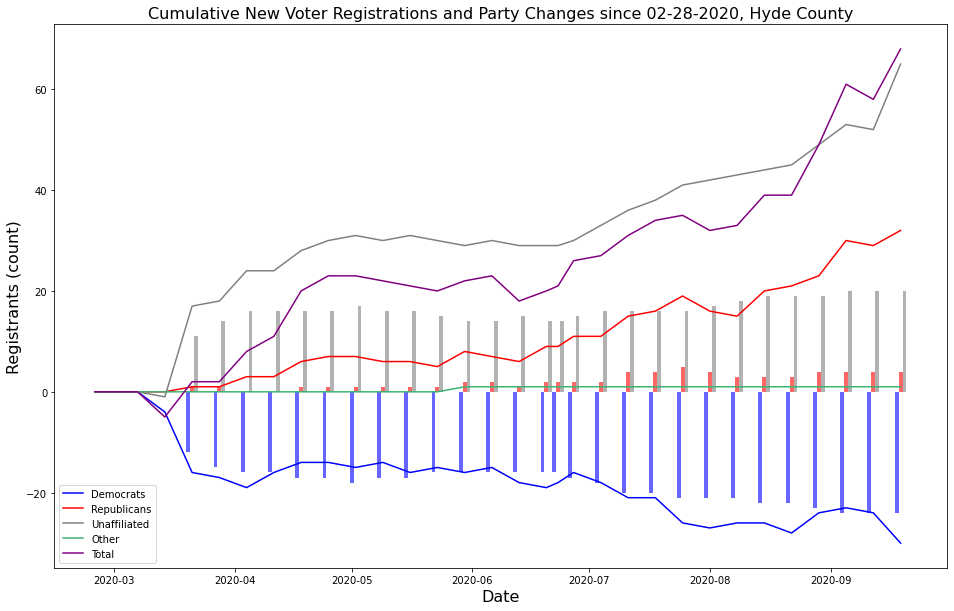 Cumulative New Voter Registrations and Party Changes since 02-28-2020, Hyde County
Registrants (count)
60
40
20
0
−20
Democrats
Republicans
Unaffiliated
Other
Total
2020-03 2020-04 2020-05 2020-06 2020-07 2020-08 2020-09
Date